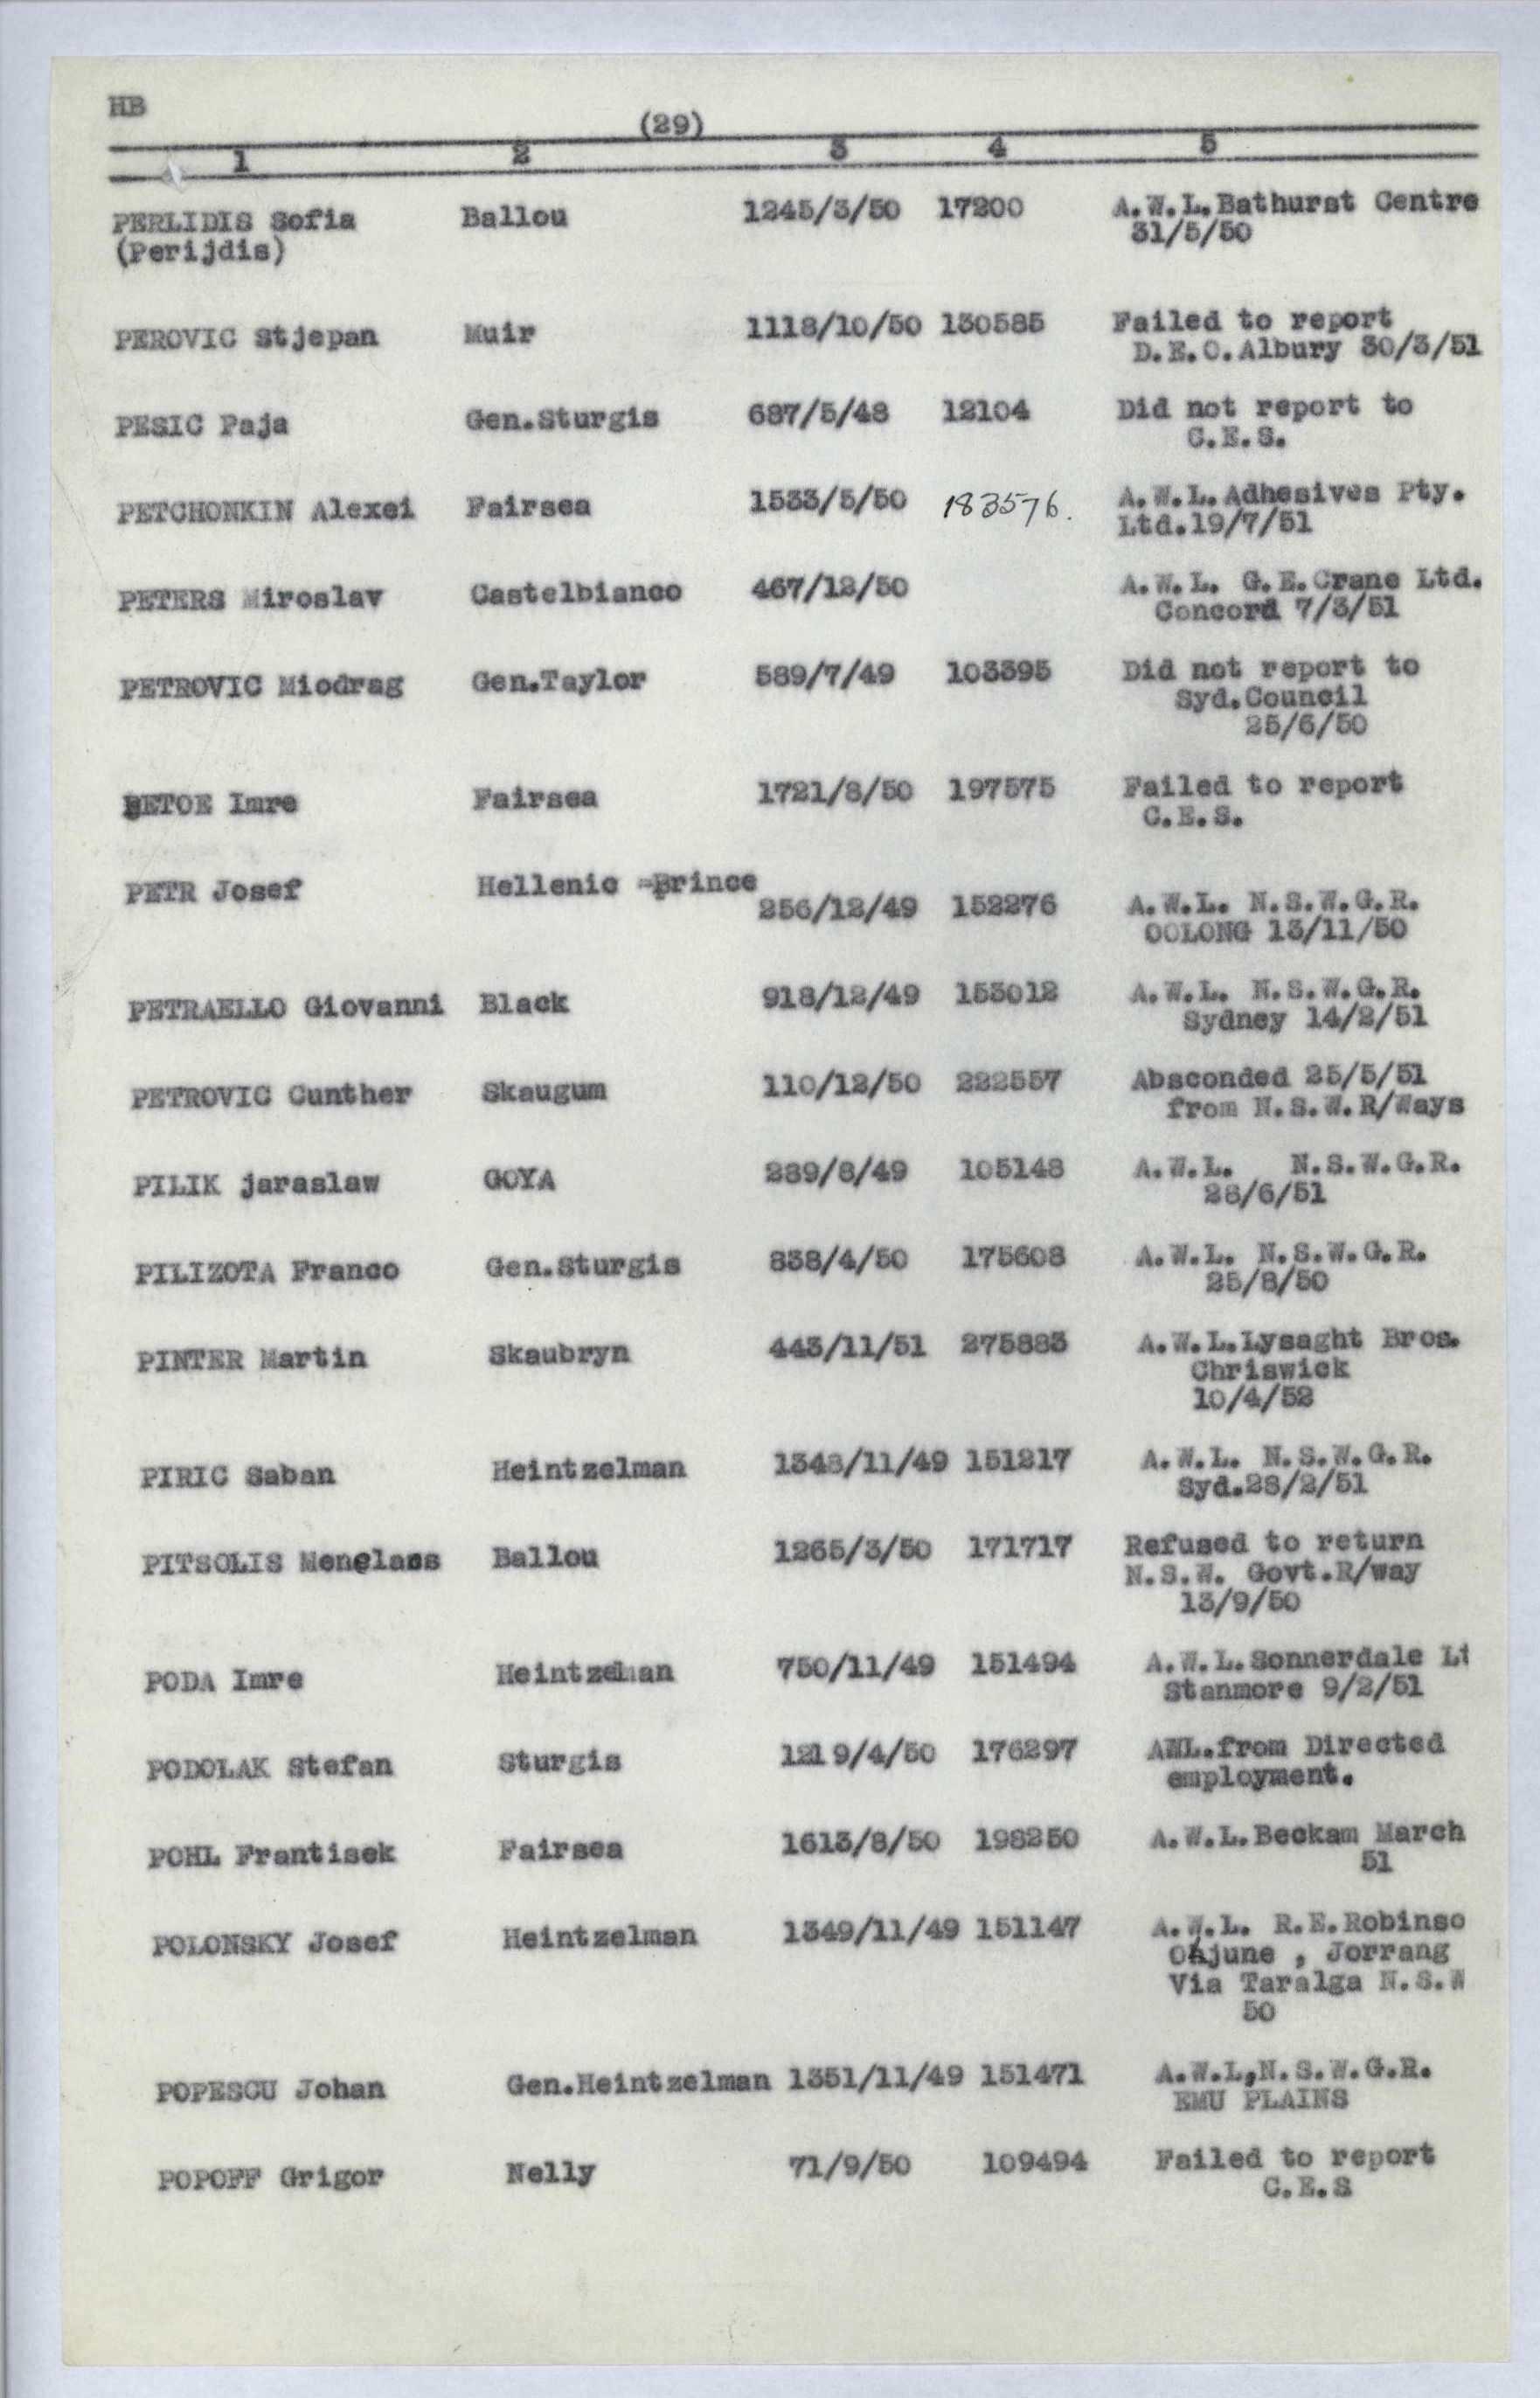 HB
(29)
1 2 3 4 5
PERLIDIS Sofia Ballou 1245/3/50 17200 A.W.L.Bathurst Centre
(Perijdis) 31/5/50
PEROVIC Stjepan Muir 1118/10/50 130585 Failed to report
D.E.O.Albury 30/3/51
PESIC Paja Gen.Sturgis 687/5/48 12104 Did not report to
C.E.S.
PETCHONKIN Alexei Fairsea 1533/5/50 183576. A.W.L.Adhesives Pty.
Ltd.19/7/51
PETERS Miroslav Castelbianco 467/12/50 A.W.L. G.E.Crane Ltd.
Concord 7/3/51
PETROVIC Miodrag Gen.Taylor 589/7/49 103395 Did not report to
Syd.Council
25/6/50
PETOE Imre Fairsea 1721/8/50 197575 Failed to report
C.E.S.
PETR Josef Hellenic Prince
256/12/49 152276 A.W.L. N.S.W.G.R.
OOLONG 13/11/50
PETRAELLO Giovanni Black 918/12/49 153012 A.W.L. N.S.W.G.R.
Sydney 14/2/51
PETROVIC Gunther Skaugum 110/12/50 222557 Absconded 25/5/51
from N.S.W.R/Ways
PILIK jaraslaw GOYA 289/8/49 105148 A.W.L. N.S.W.G.R.
28/6/51
PILIZOTA Franco Gen.Sturgis 838/4/50 175608 A.W.L. N.S.W.G.R.
25/8/50
PINTER Martin Skaubryn 443/11/51 275883 A.W.L.Lysaght Bros.
Chriswick
10/4/52
PIRIC Saban Heintzelman 1348/11/49 151217 A.W.L. N.S.W.G.R.
Syd.28/2/51
PITSOLIS Menelaos Ballou 1265/3/50 171717 Refused to return
N.S.W. Govt.R/way
13/9/50
PODA Imre Heintzelman 750/11/49 151494 A.W.L.Sonnerdale Lt
Stanmore 9/2/51
PODOLAK Stefan Sturgis 1219/4/50 176297 AWL.from Directed
employment.
POHL Frantisek Fairsea 1613/8/50 198250 A.W.L.Beckam March
51
POLONSKY Josef Heintzelman 1349/11/49 151147 A.W.L. R.E.Robinso
, Jorrang
Via Taralga N.S.W
50
POPESCU Johan Gen.Heintzelman 1351/11/49 151471 A.W.L,N.S.W.G.R.
EMU PLAINS
POPOFF Grigor Nelly 71/9/50 109494 Failed to report
C.E.S